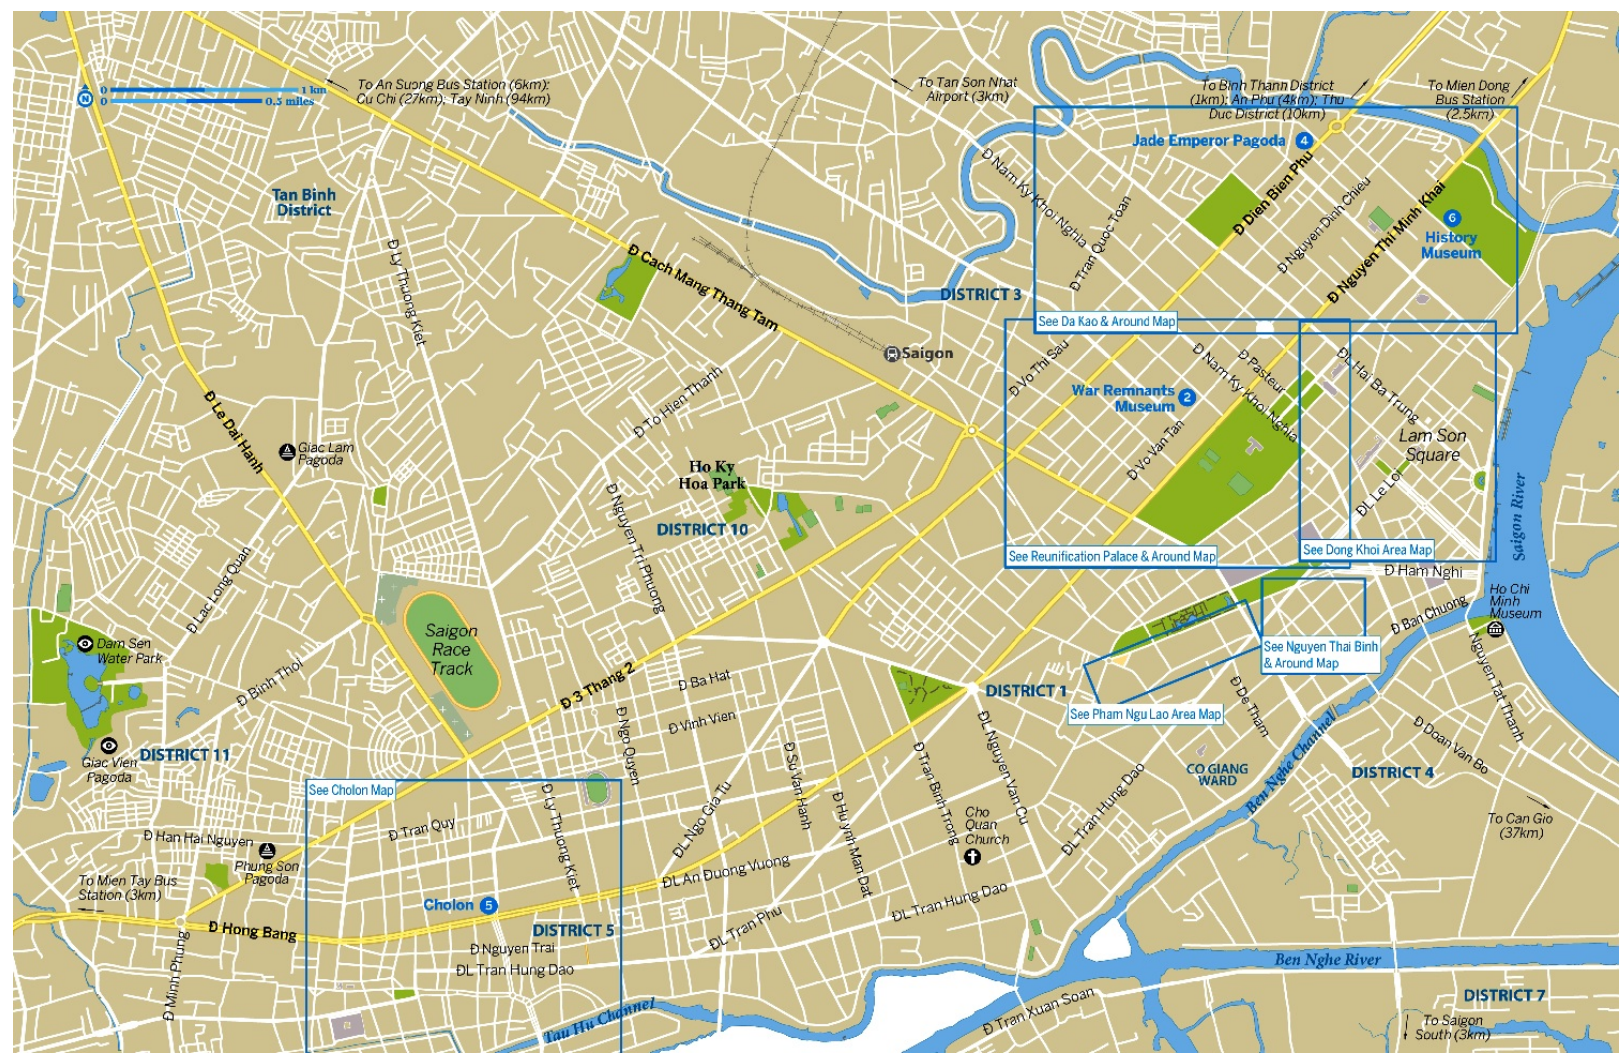 0 1 km
0 0.5 miles
N
To An Suong Bus Station (6km);
Cu Chi (27km); Tay Ninh (94km)
To Tan Son Nhat
Airport (3km)
To Binh Thanh District
(1km); An Phu (4km); Thu
Duc District (10km)
To Mien Dong
Bus Station
(2.5km)
Jade Emperor Pagoda 4
Đ Nam Ky Khoi Nghia
Đ Tran Quoc Toan
Đ Dien Bien Phu
Đ Nguyen Dinh Chieu
Đ Nguyen Thi Minh Khai
6
History
Museum
Tan Binh
District
Đ Ly Thuong Kiet
Đ Cach Mang Thang Tam
DISTRICT 3
See Da Kao & Around Map
Saigon
Đ Vo Thi Sau
Đ Nam Ky Khoi Nghia
Đ Pasteur
ĐL Hai Ba Trung
War Remnants
Museum 2
Đ Vo Van Tan
Lam Son
Square
ĐL Le Loi
Saigon River
Đ To Hien Thanh
Đ Le Dai Hanh
Giac Lam
Pagoda
Ho Ky
Hoa Park
DISTRICT 10
Đ Nguyen Tri Phuong
See Reunification Palace & Around Map
See Dong Khoi Area Map
Đ Ham Nghi
Đ Lac Long Quan
Ho Chi
Minh
Museum
Đ Ban Chuong
Saigon
Race
Track
Dam Sen
Water Park
See Nguyen Thai Binh
& Around Map
Nguyen Tat Thanh
Đ Binh Thoi
Đ 3 Thang 2
Đ Ba Hat
DISTRICT 1
Đ De Tham
See Pham Ngu Lao Area Map
Đ Vinh Vien
Đ Ngo Quyen
ĐL Nguyen Van Cu
Đ Doan Van Bo
DISTRICT 11
Giac Vien
Pagoda
Đ Su Van Hanh
Đ Tran Binh Trong
CO GIANG
WARD
Ben Nghe Channel
DISTRICT 4
See Cholon Map
Đ Ly Thuong Kiet
ĐL Ngo Gia Tu
Đ Huynh Man Dat
Cho
Quan
Church
ĐL Tran Hung Dao
To Can Gio
(37km)
Đ Tran Quy
Đ Han Hai Nguyen
Phung Son
Pagoda
To Mien Tay Bus
Station (3km)
ĐL An Duong Vuong
ĐL Tran Hung Dao
Cholon 5
Đ Hong Bang
DISTRICT 5
ĐL Tran Phu
Đ Nguyen Trai
ĐL Tran Hung Dao
Đ Minh Phung
Ben Nghe River
DISTRICT 7
Tau Hu Channel
Đ Tran Xuan Soan
To Saigon
South (3km)